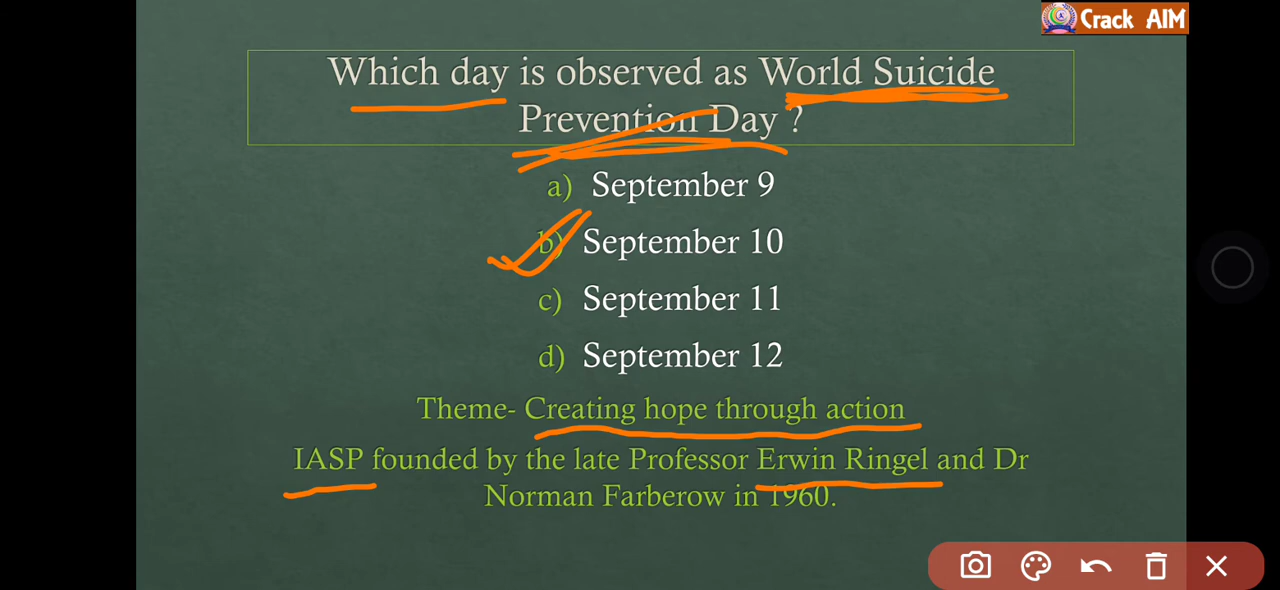 Crack AIM
Which day is observed as World Suicide
Prevention Day ?
a) September 9
b) September 10
c) September 11
d) September 12
Theme- Creating hope through action
IASP founded by the late Professor Erwin Ringel and Dr
Norman Farberow in 1960.